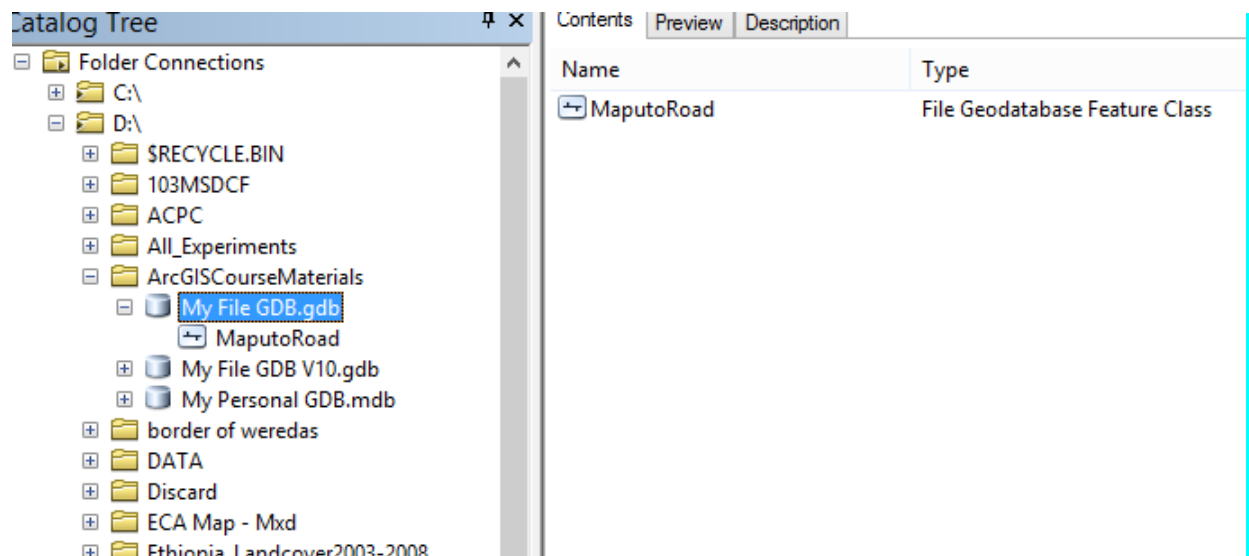 Catalog Tree
Folder Connections
C:\
D:\
$RECYCLE.BIN
103MSDCF
ACPC
All_Experiments
ArcGISCourseMaterials
My File GDB.gdb
MaputoRoad
My File GDB V10.gdb
My Personal GDB.mdb
border of weredas
DATA
Discard
ECA Map - Mxd
Ethiopia_Landcover2003-2008
Contents Preview Description
Name Type
MaputoRoad File Geodatabase Feature Class